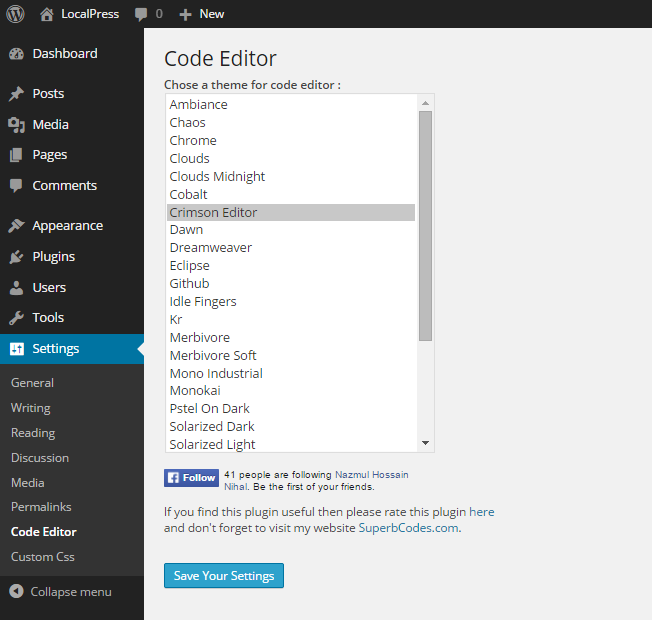 LocalPress 0 New
Dashboard
Posts
Media
Pages
Comments
Appearance
Plugins
Users
Tools
Settings
General
Writing
Reading
Discussion
Media
Permalinks
Code Editor
Custom Css
Collapse menu
Code Editor
Chose a theme for code editor :
Ambiance
Chaos
Chrome
Clouds
Clouds Midnight
Cobalt
Crimson Editor
Dawn
Dreamweaver
Eclipse
Github
Idle Fingers
Kr
Merbivore
Merbivore Soft
Mono Industrial
Monokai
Pstel On Dark
Solarized Dark
Solarized Light
Follow 41 people are following Nazmul Hossain
Nihal. Be the first of your friends.
If you find this plugin useful then please rate this plugin here
and don't forget to visit my website SuperbCodes.com.
Save Your Settings